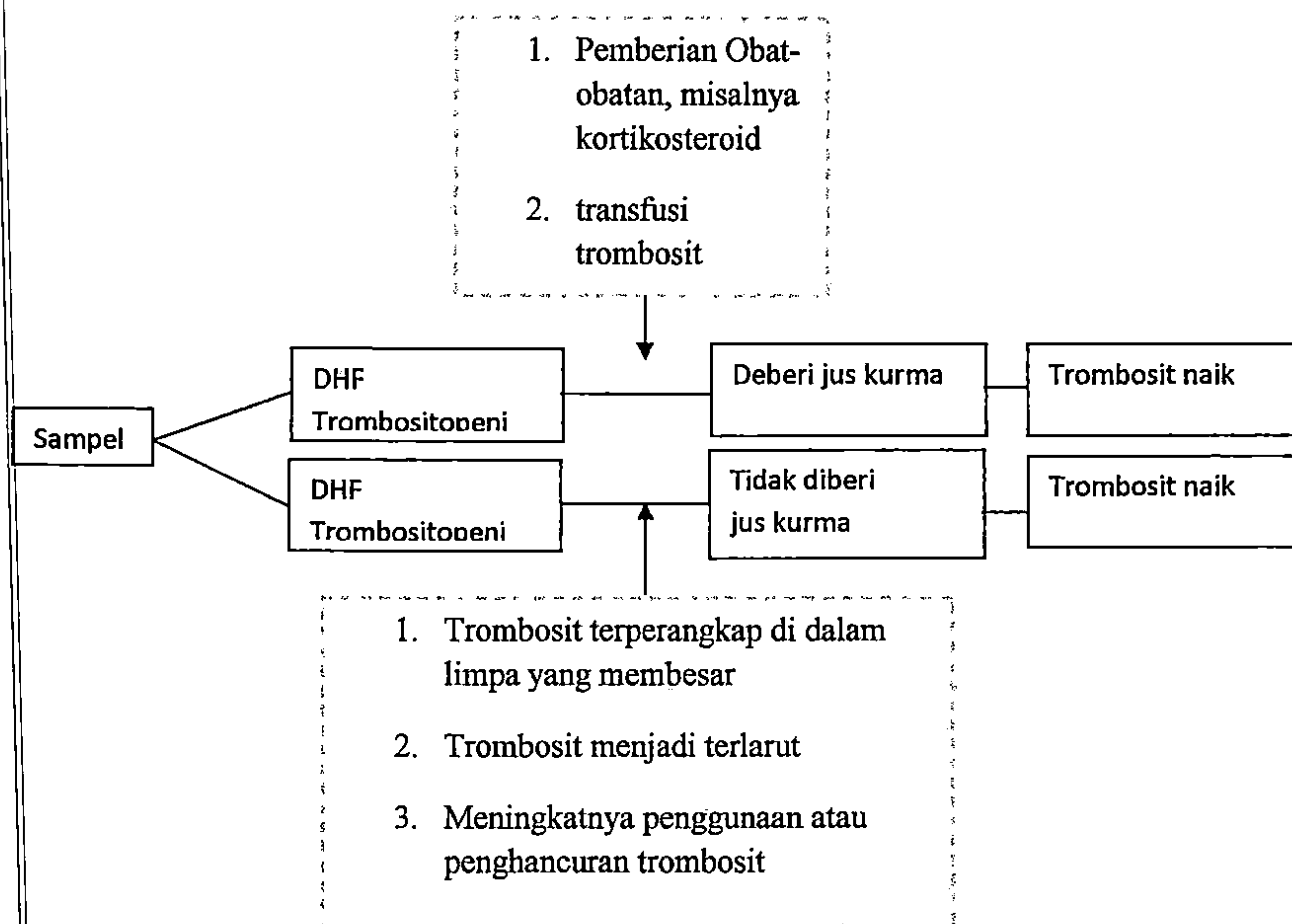 1. Pemberian Obat-
obatan, misalnya
kortikosteroid
2. transfusi
trombosit
Sampel
DHF
Trombositopeni
Deberi jus kurma
Trombosit naik
DHF
Trombositopeni
Tidak diberi
jus kurma
Trombosit naik
1. Trombosit terperangkap di dalam
limpa yang membesar
2. Trombosit menjadi terlarut
3. Meningkatnya penggunaan atau
penghancuran trombosit